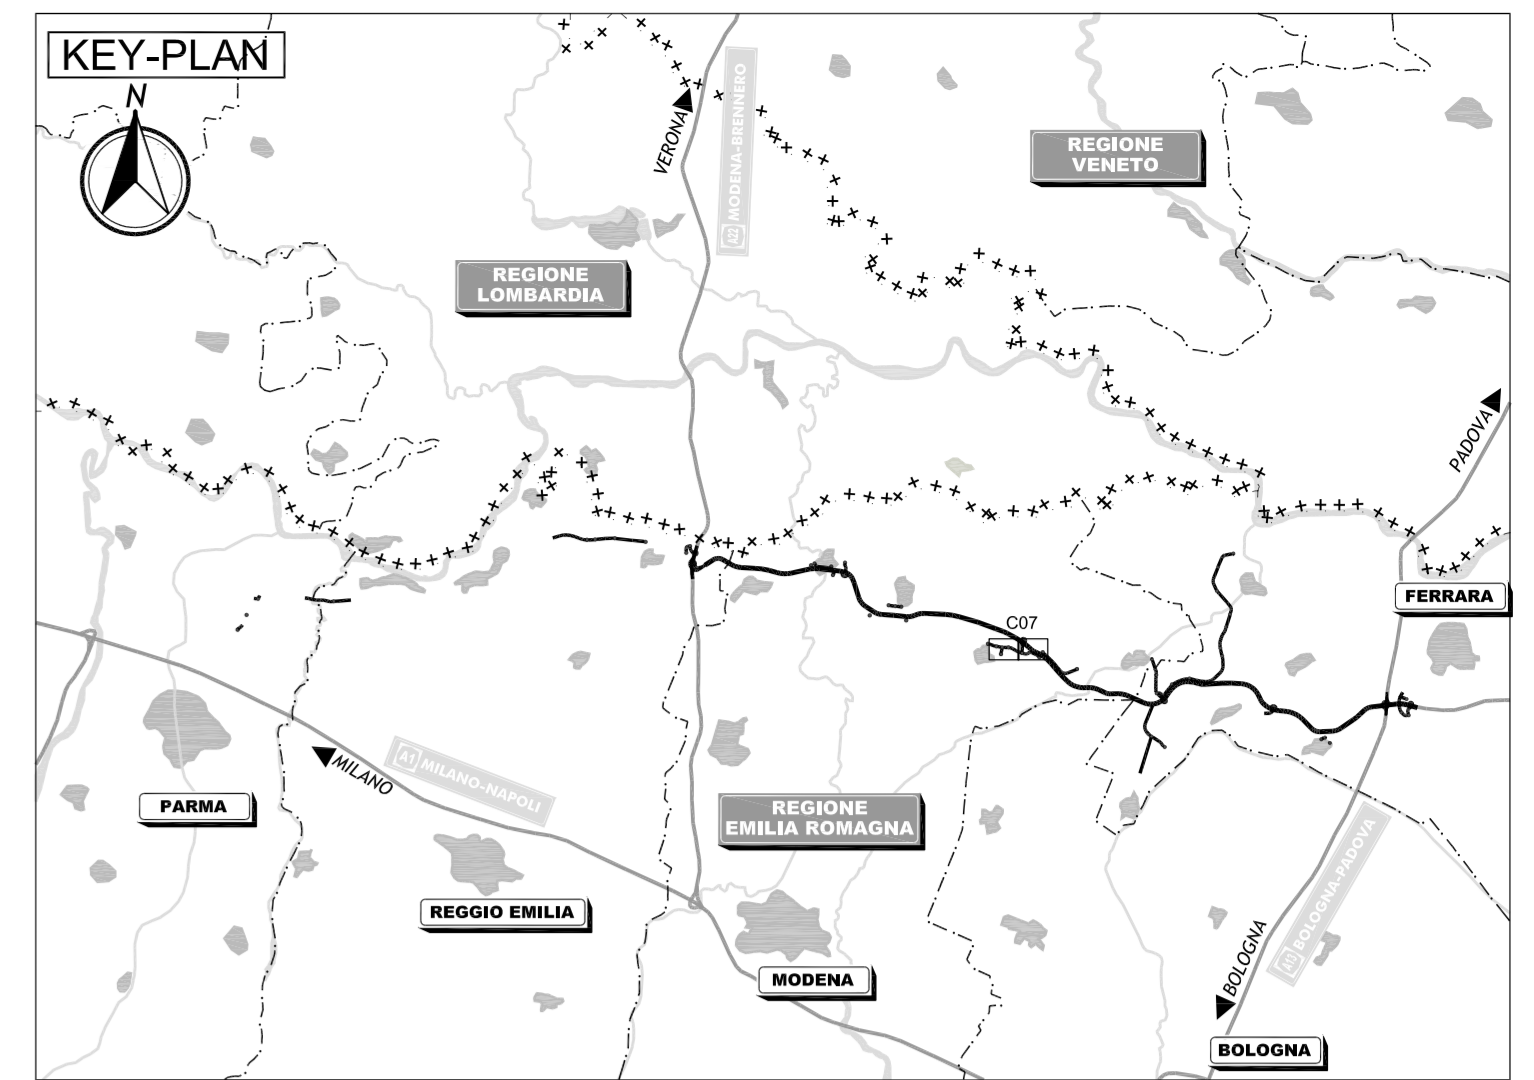 KEY-PLAN
N
VERONA
A22 MODENA-BRENNERO
REGIONE
VENETO
REGIONE
LOMBARDIA
PADOVA
FERRARA
C07
MILANO
A1 MILANO-NAPOLI
PARMA
REGIONE
EMILIA ROMAGNA
REGGIO EMILIA
MODENA
A13 BOLOGNA-PADOVA
BOLOGNA
BOLOGNA